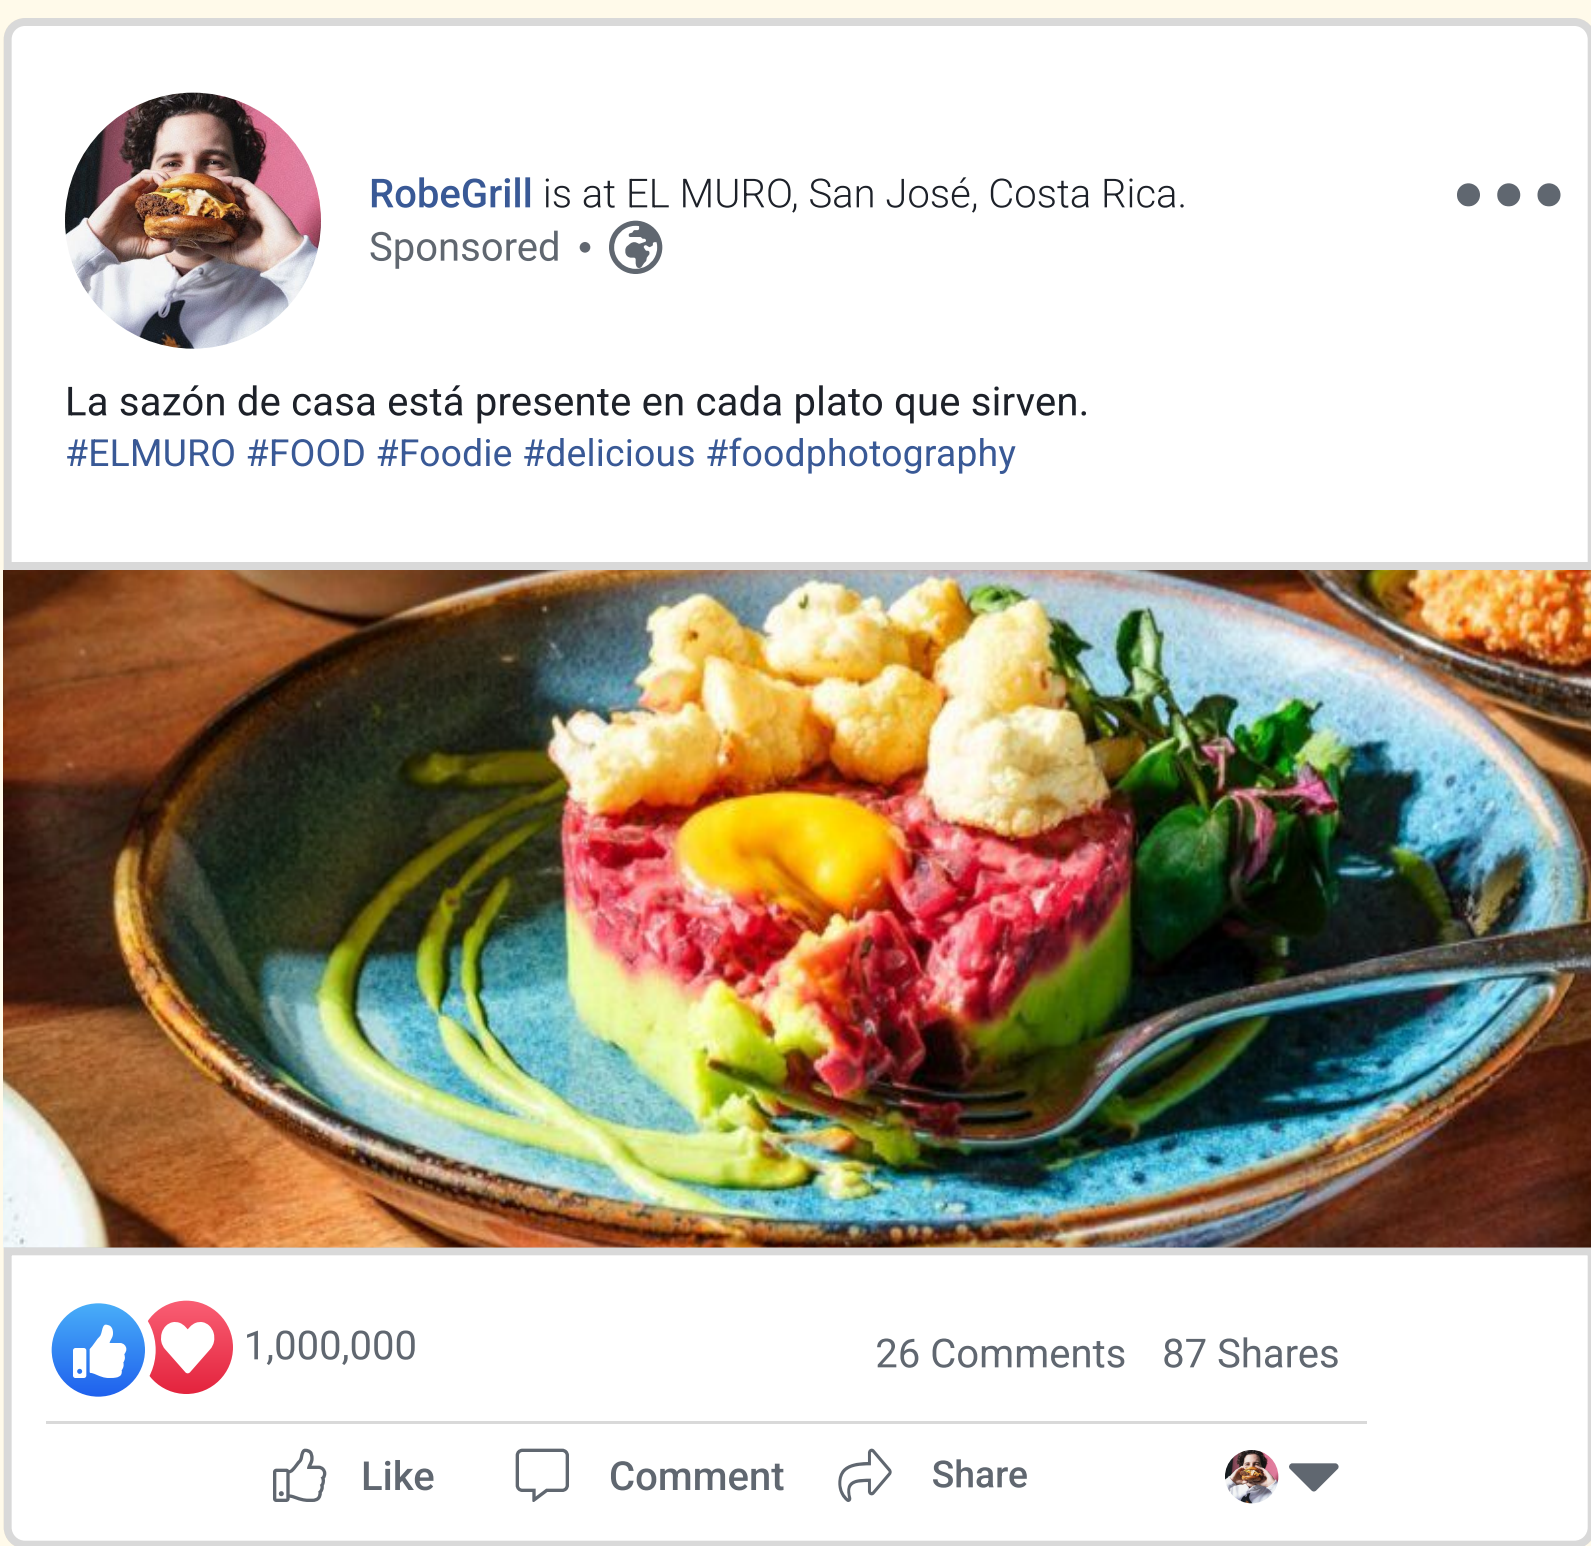 RobeGrill is at EL MURO, San José, Costa Rica.
Sponsored •
La sazón de casa está presente en cada plato que sirven.
#ELMURO #FOOD #Foodie #delicious #foodphotography
1,000,000
26 Comments 87 Shares
Like Comment Share